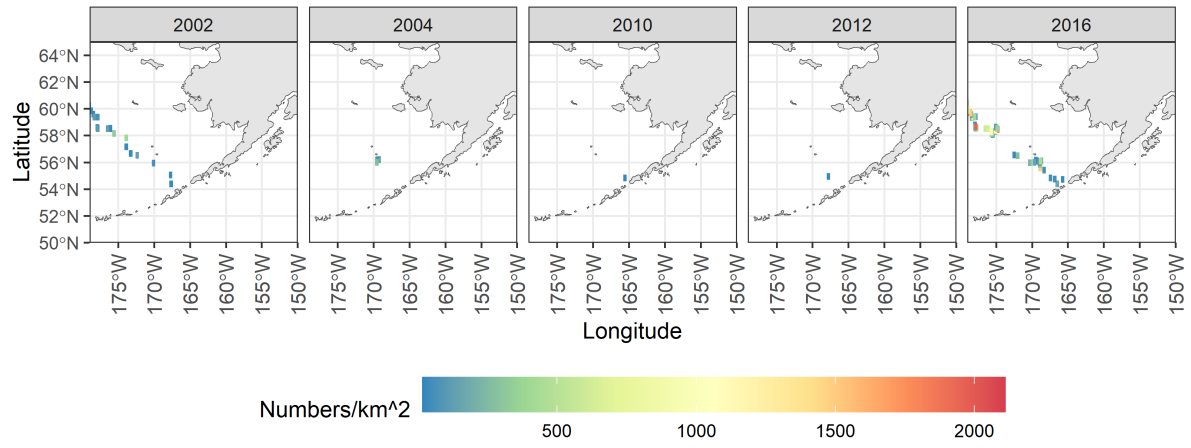 2002 2004 2010 2012 2016
64°N
62°N
60°N
58°N
56°N
54°N
52°N
50°N
Latitude
175°W 170°W 165°W 160°W 155°W 150°W 175°W 170°W 165°W 160°W 155°W 150°W 175°W 170°W 165°W 160°W 155°W 150°W 175°W 170°W 165°W 160°W 155°W 150°W 175°W 170°W 165°W 160°W 155°W 150°W
Longitude
Numbers/km^2
500 1000 1500 2000